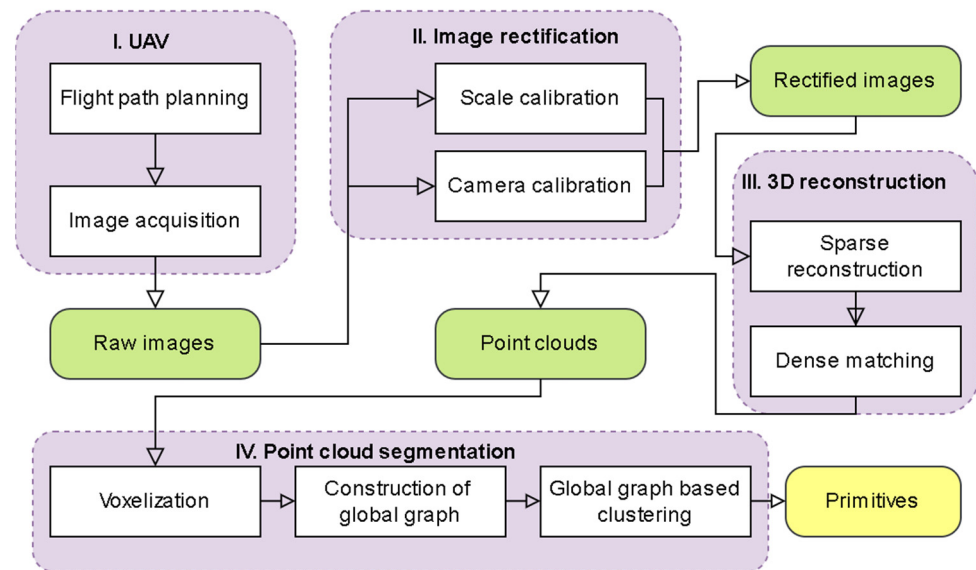 I. UAV
Flight path planning
Image acquisition
Raw images
II. Image rectification
Scale calibration
Camera calibration
Rectified images
III. 3D reconstruction
Sparse
reconstruction
Dense matching
Point clouds
IV. Point cloud segmentation
Voxelization
Construction of
global graph
Global graph based
clustering
Primitives